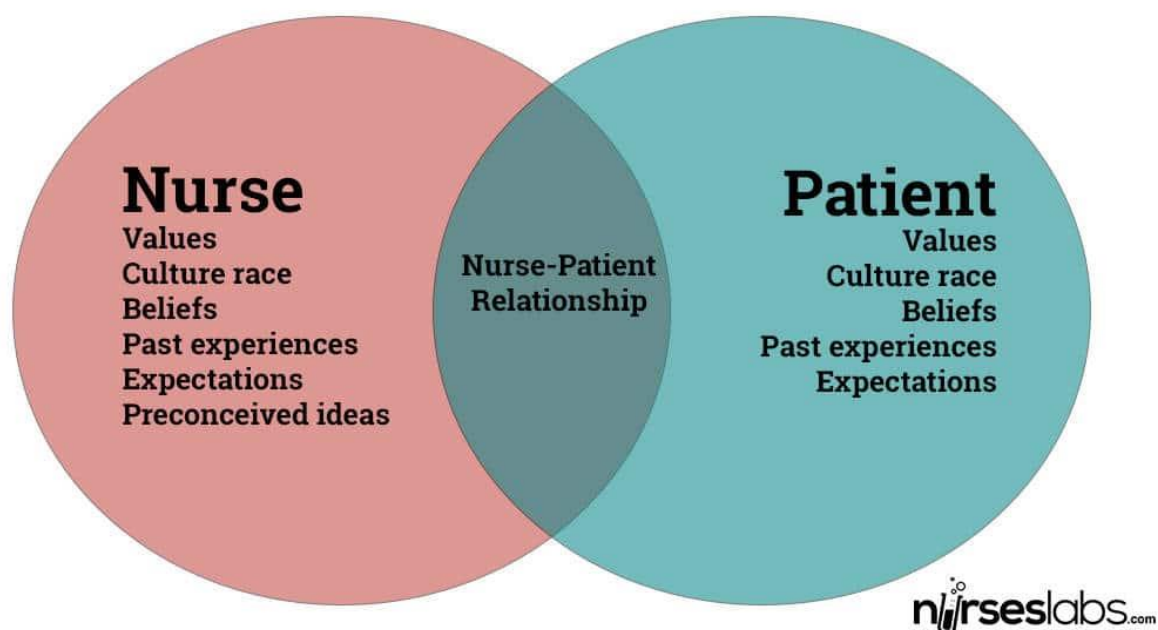 Nurse
Values
Culture race
Beliefs
Past experiences
Expectations
Preconceived ideas
Nurse-Patient
Relationship
Patient
Values
Culture race
Beliefs
Past experiences
Expectations
nurseslabs.com